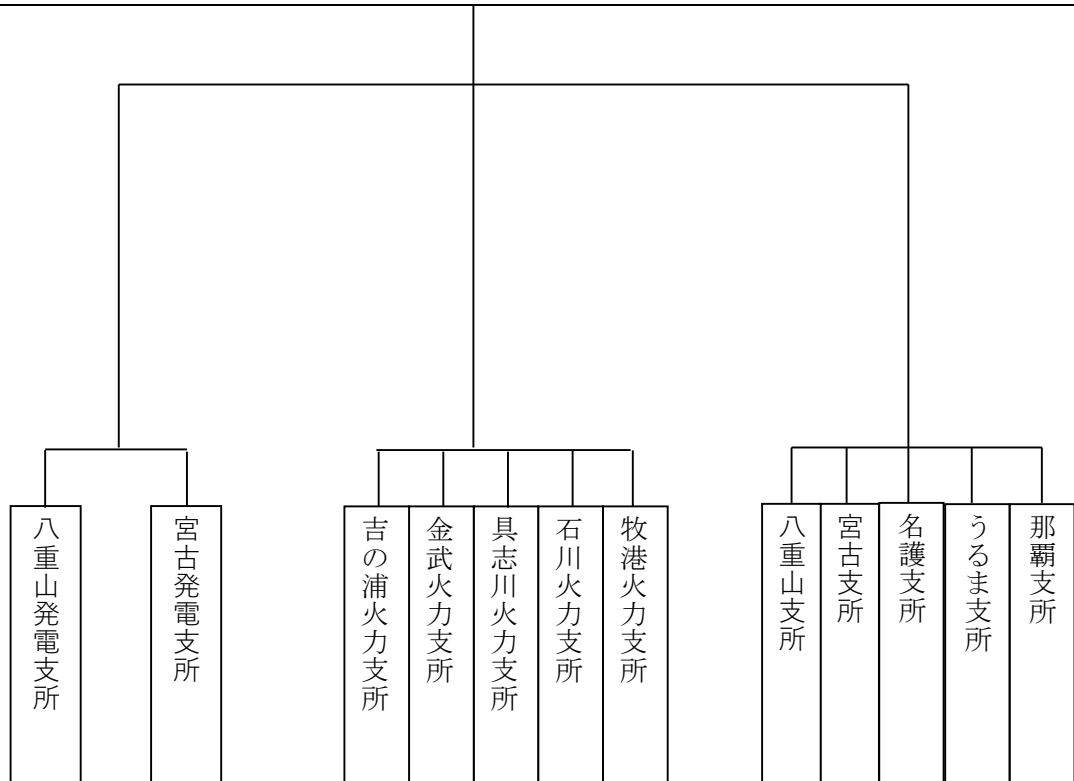 那覇支所
うるま支所
名護支所
宮古支所
八重山支所
牧港火力支所
石川火力支所
具志川火力支所
金武火力支所
吉の浦火力支所
宮古発電支所
八重山発電支所